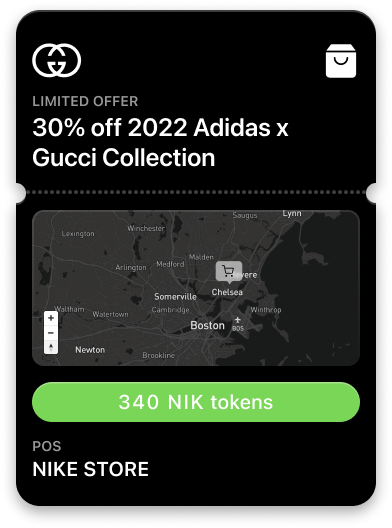 LIMITED OFFER
30% off 2022 Adidas x
Gucci Collection
Saugus
Lynn
Winchester
Lexington
Malden
Arlington
Medford
vere
Somerville
Chelsea
Waltham
Watertown
Cambridge
Winthrop
Boston
BOS
Newton
Brookline
340 NIK tokens
POS
NIKE STORE